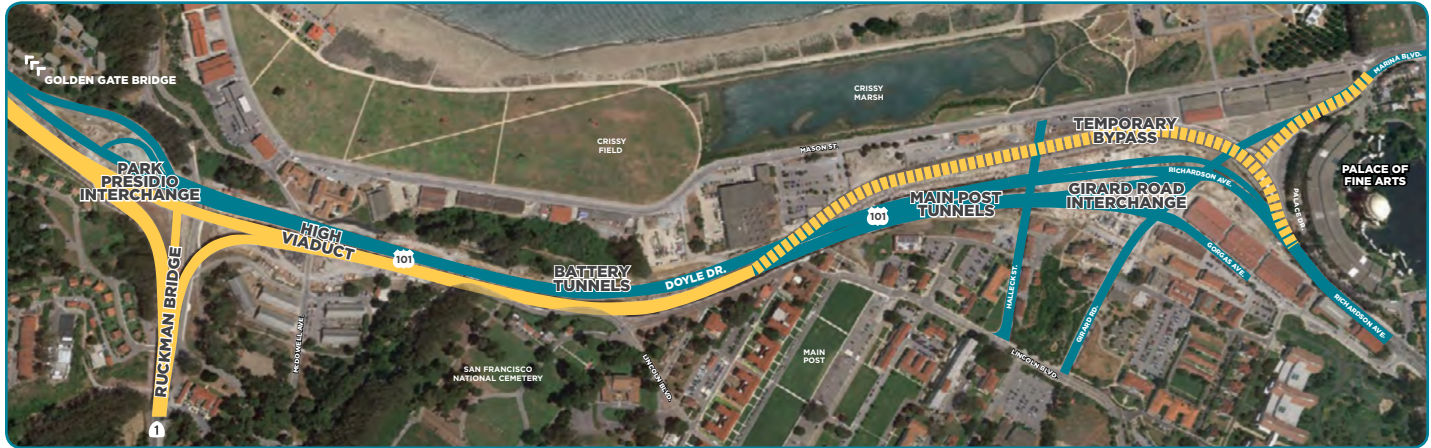 GOLDEN GATE BRIDGE
MARINA BLVD.
CRISSY
MARSH
TEMPORARY
BYPASS
CRISSY
FIELD
MASON ST.
PARK
PRESIDIO
INTERCHANGE
RICHARDSON AVE.
PALACE OF
FINE ARTS
MAIN POST
TUNNELS
GIRARD ROAD
INTERCHANGE
PALACE DR.
101
HIGH
VIADUCT
101
BATTERY
TUNNELS
DOYLE DR.
GORGAS AVE.
RUCKMAN BRIDGE
HALLECK ST.
GIRARD RD.
RICHARDSON AVE.
McDOWELL AVE.
SAN FRANCISCO
NATIONAL CEMETERY
LINCOLN BLVD.
MAIN
POST
LINCOLN BLVD.
1